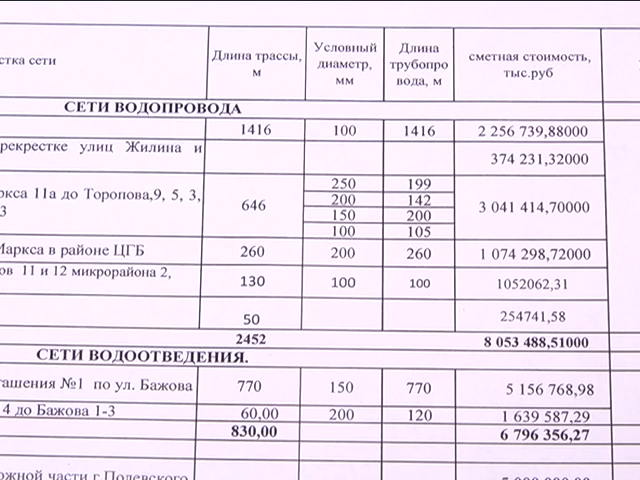 стка сети
Длина трассы, м
Условный диаметр, мм
Длина трубопро вода, м
сметная стоимость, тыс.руб
СЕТИ ВОДОПРОВОДА
1416 100 1416 2 256 739,88000
рекрестке улиц Жилина и
374 231,32000
ркса 11а до Торопова,9, 5, 3,
3
646
250 199
200 142
150 200
100 105
3 041 414,70000
Маркса в районе ЦГБ 260 200 260 1 074 298,72000
ов 11 и 12 микрорайона 2,
130 100 100 1052062,31
50 254741,58
2452 8 053 488,51000
СЕТИ ВОДООТВЕДЕНИЯ.
ашения №1 по ул. Бажова 770 150 770 5 156 768,98
4 до Бажова 1-3 60,00 200 120 1 639 587,29
830,00 6 796 356,27
ожной части г.Полевского